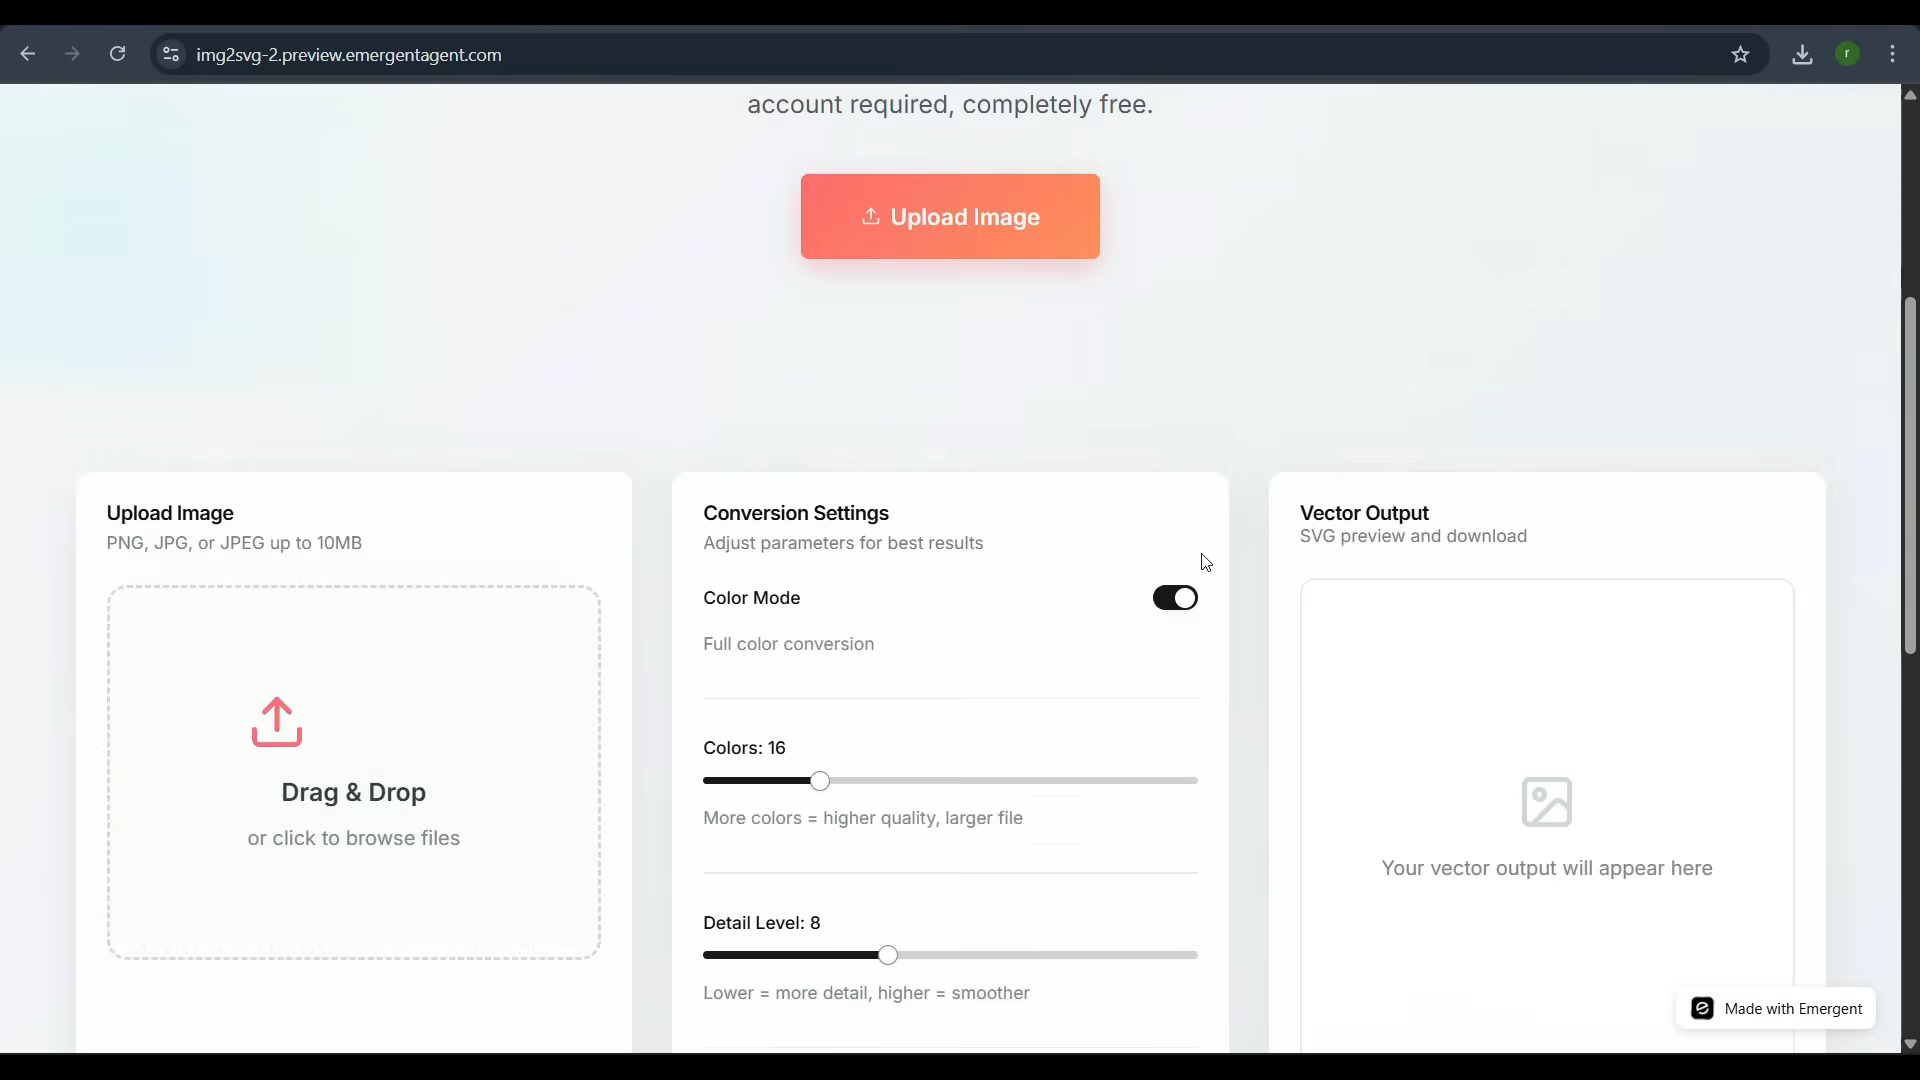 img2svg-2.preview.emergentagent.com
r
account required, completely free.
Upload Image
Upload Image
PNG, JPG, or JPEG up to 10MB
Drag & Drop
or click to browse files
Conversion Settings
Adjust parameters for best results
Color Mode
Full color conversion
Colors: 16
More colors = higher quality, larger file
Detail Level: 8
Lower = more detail, higher = smoother
Vector Output
SVG preview and download
Your vector output will appear here
Made with Emergent